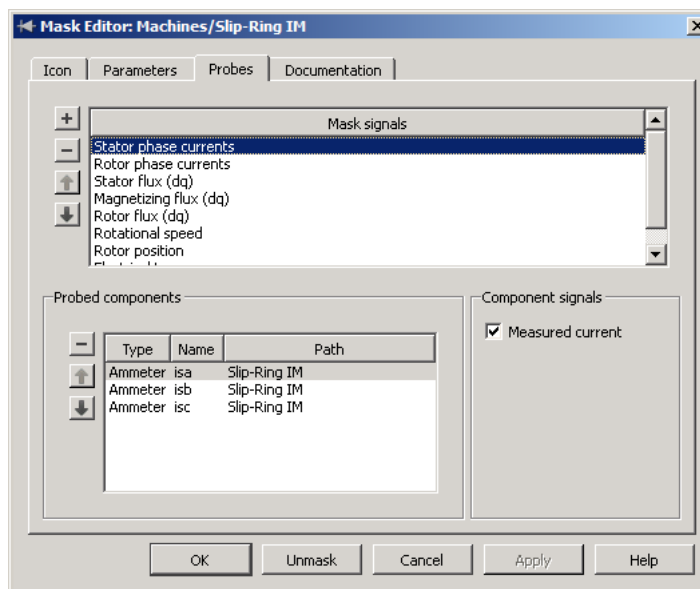 Mask Editor: Machines/Slip-Ring IM
Icon Parameters Probes Documentation
Mask signals
Stator phase currents
Rotor phase currents
Stator flux (dq)
Magnetizing flux (dq)
Rotor flux (dq)
Rotational speed
Rotor position
Probed components
Component signals
Measured current
Type Name Path
Ammeter isa Slip-Ring IM
Ammeter isb Slip-Ring IM
Ammeter isc Slip-Ring IM
OK Unmask Cancel Apply Help